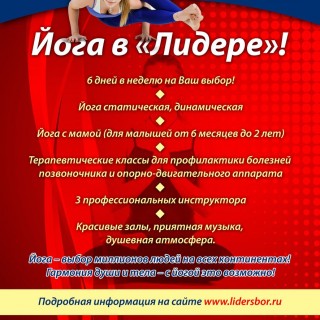 Йога в «Лидере»!
6 дней в неделю на Ваш выбор!
Йога статическая, динамическая
Йога с мамой (для малышей от 6 месяцев до 2 лет)
Терапевтические классы для профилактики болезней
позвоночника и опорно-двигательного аппарата
3 профессиональных инструктора
Красивые залы, приятная музыка,
душевная атмосфера.
Йога – выбор миллионов людей на всех континентах!
Гармония души и тела – с йогой это возможно!
Подробная информация на сайте www.lidersbor.ru